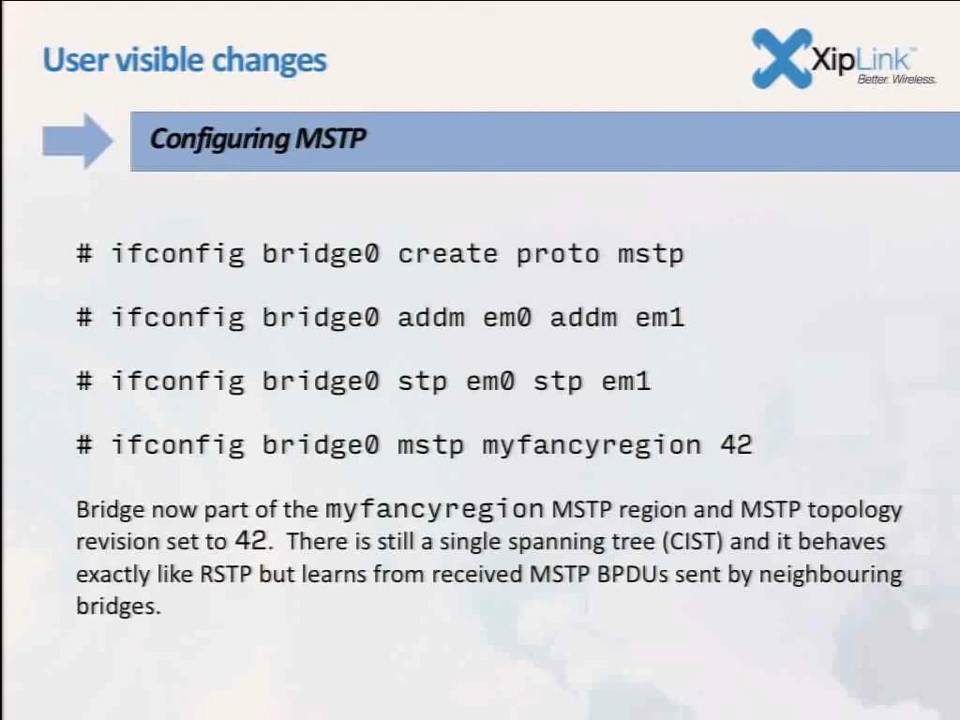 User visible changes
XipLink™
Better. Wireless.
Configuring MSTP
# ifconfig bridge0 create proto mstp
# ifconfig bridge0 addm em0 addm em1
# ifconfig bridge0 stp em0 stp em1
# ifconfig bridge0 mstp myfancyregion 42
Bridge now part of the myfancyregion MSTP region and MSTP topology
revision set to 42. There is still a single spanning tree (CIST) and it behaves
exactly like RSTP but learns from received MSTP BPDUs sent by neighbouring
bridges.